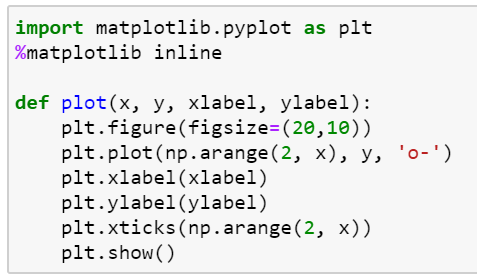 import matplotlib.pyplot as plt
%matplotlib inline

def plot(x, y, xlabel, ylabel):
    plt.figure(figsize=(20,10))
    plt.plot(np.arange(2, x), y, 'o-')
    plt.xlabel(xlabel)
    plt.ylabel(ylabel)
    plt.xticks(np.arange(2, x))
    plt.show()